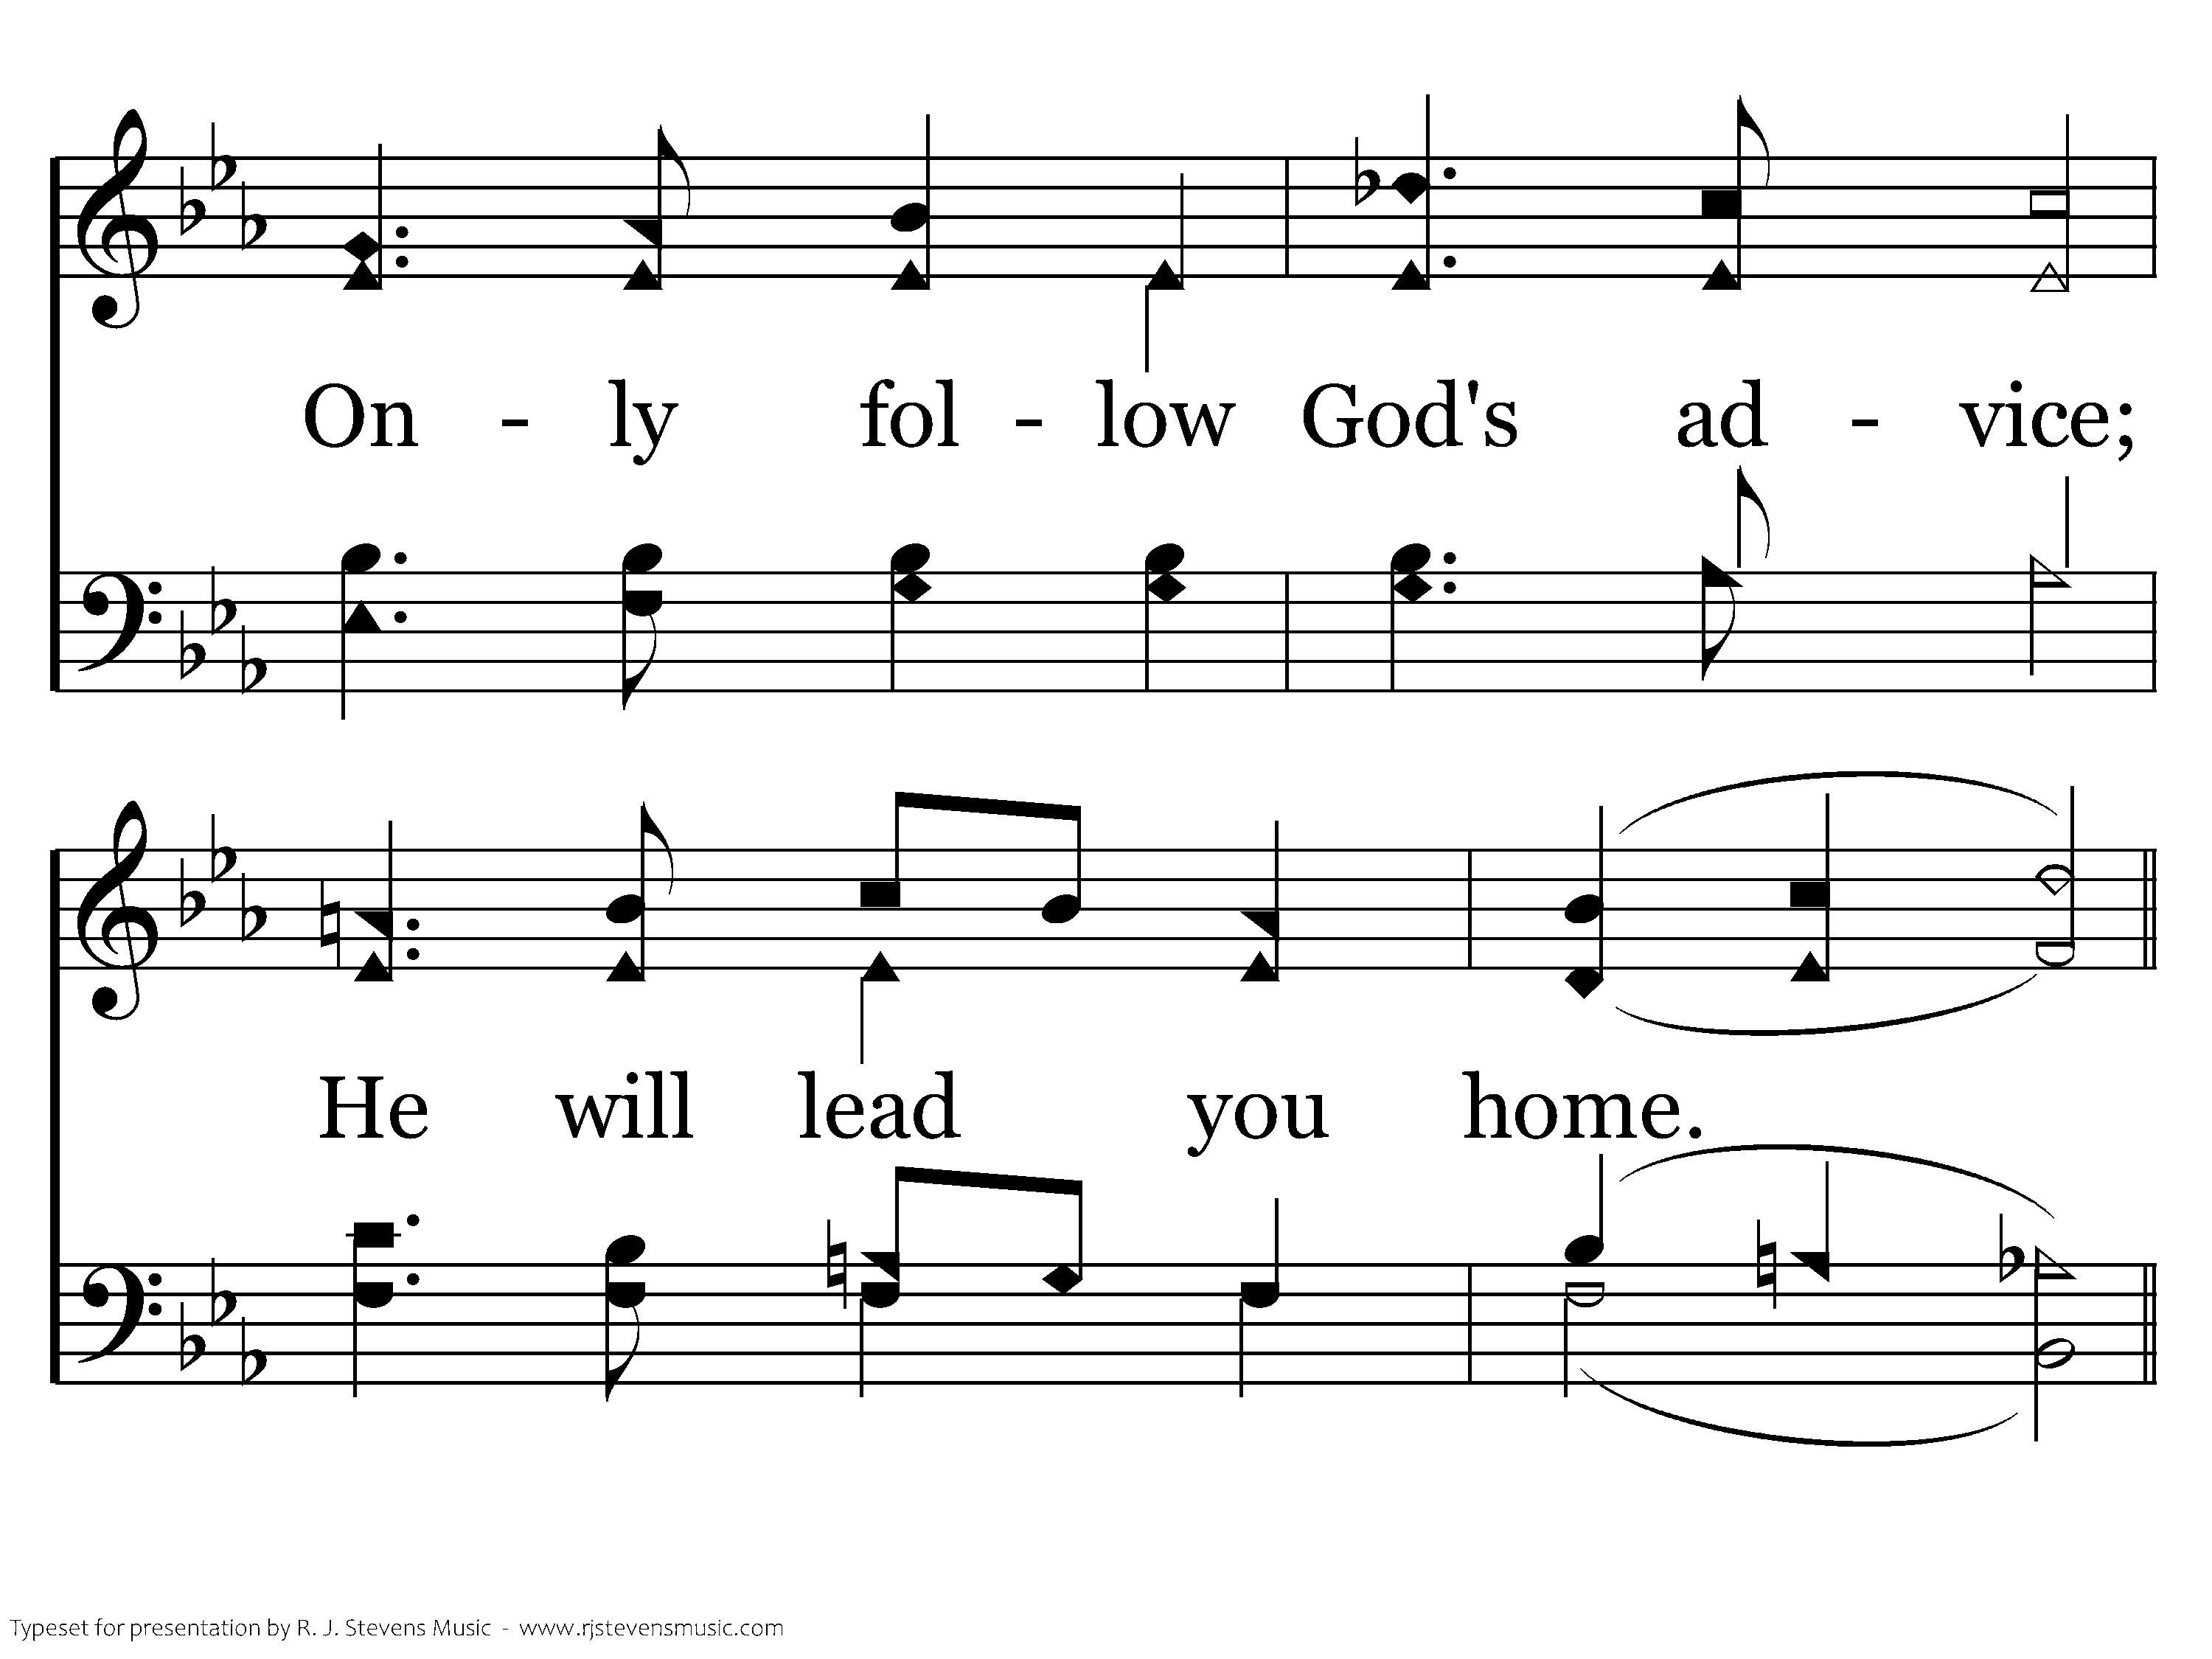 On - ly fol - low God's ad - vice;
He will lead you home.
Typeset for presentation by R. J. Stevens Music - www.rjstevensmusic.com